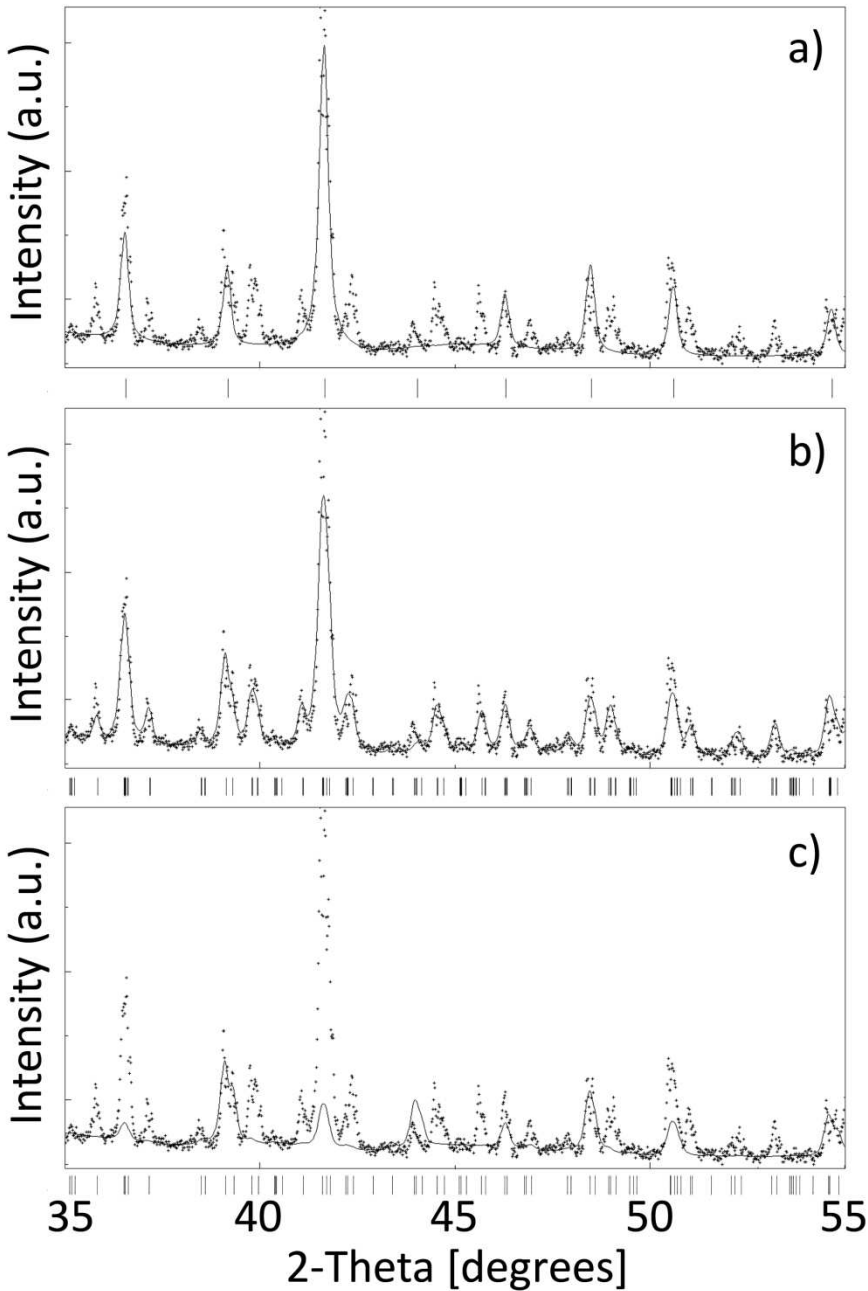 a)
Intensity (a.u.)
b)
Intensity (a.u.)
c)
Intensity (a.u.)
35 40 45 50 55
2-Theta [degrees]